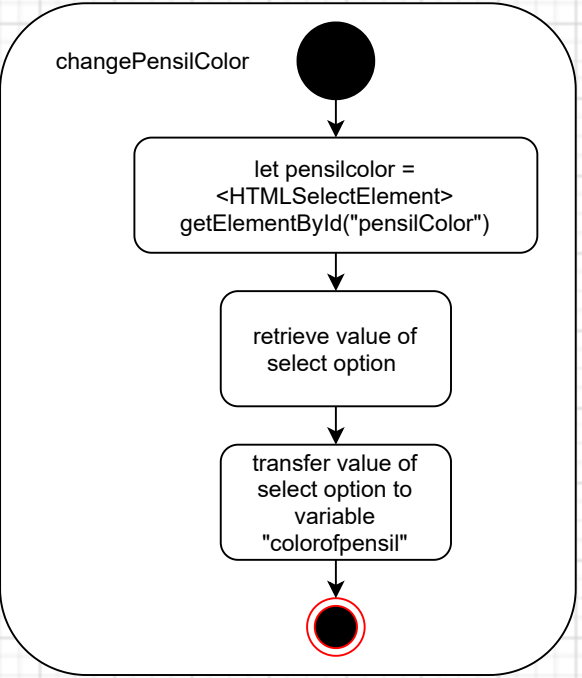 changePensilColor
let pensilcolor =
<HTMLSelectElement>
getElementById("pensilColor")
retrieve value of
select option
transfer value of
select option to
variable
"colorofpensil"